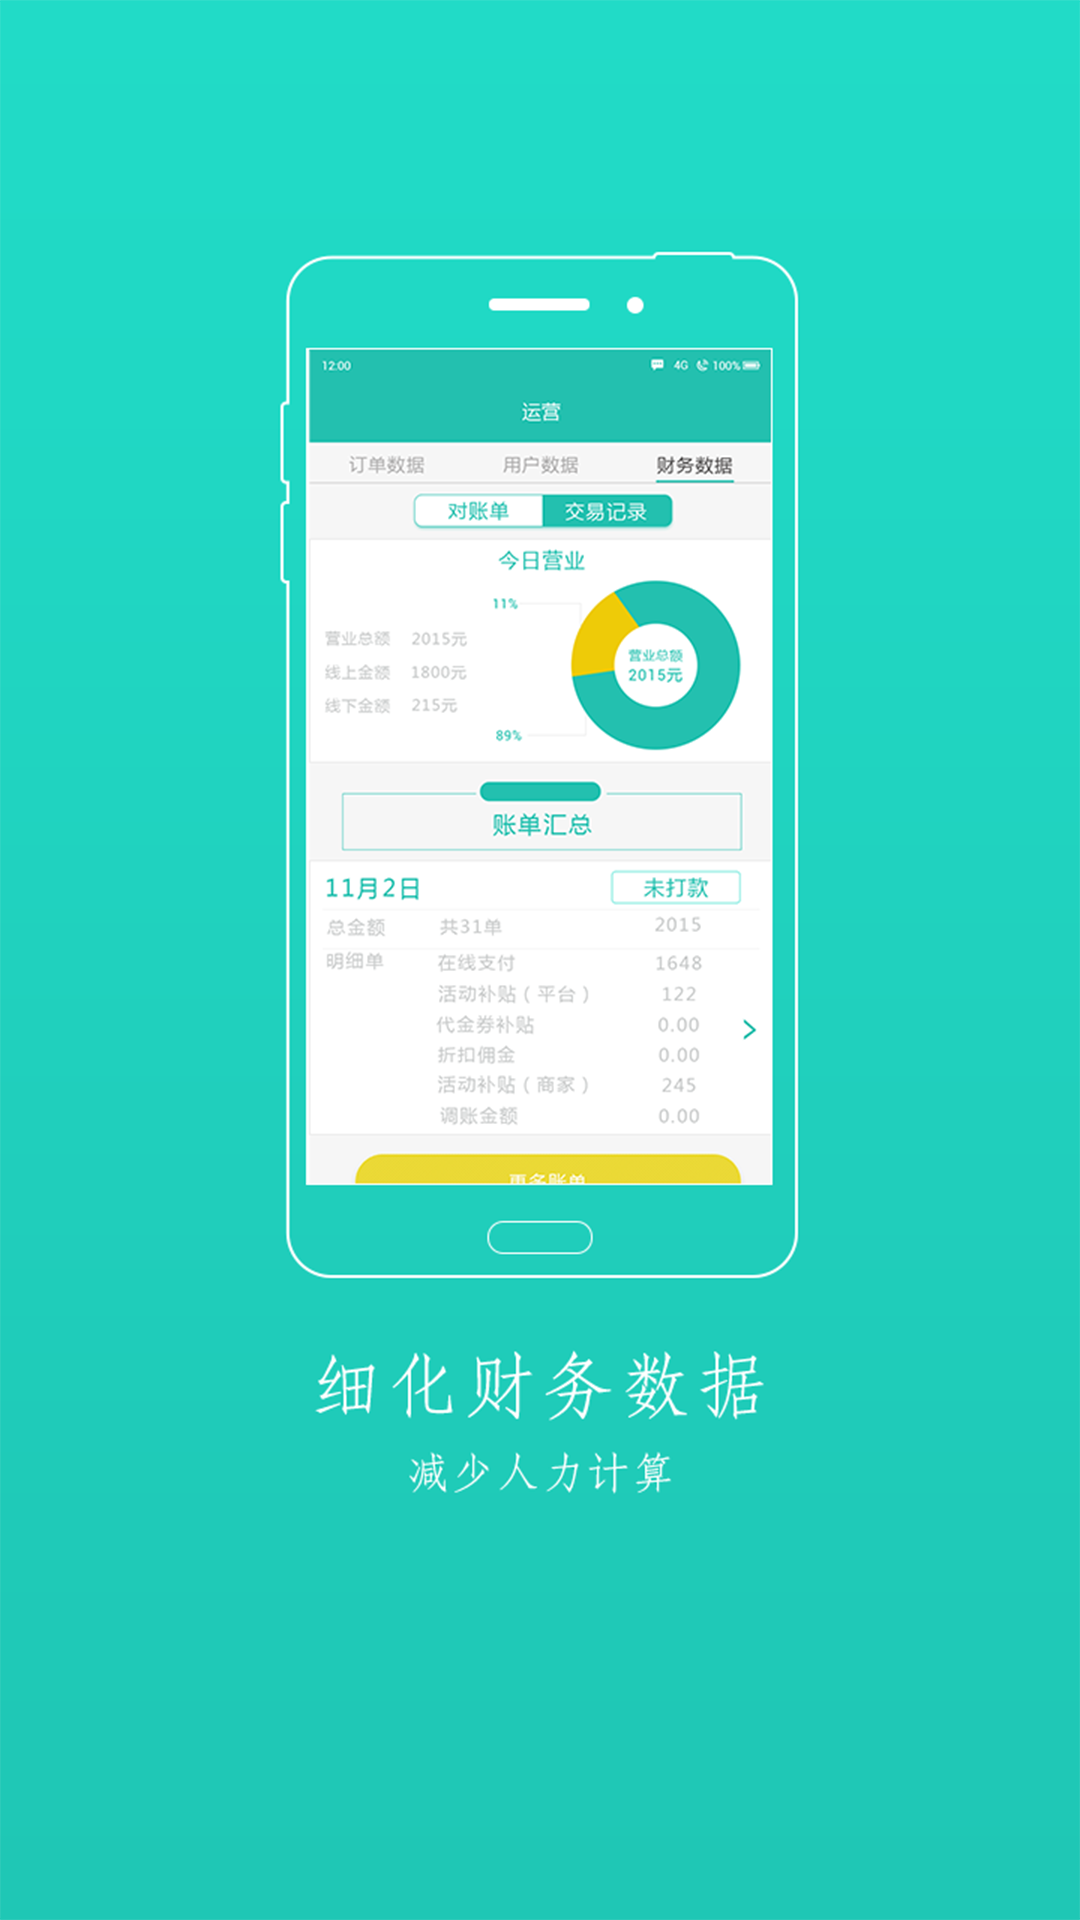 12:00 4G 100%
运营
订单数据 用户数据 财务数据
对账单 交易记录
今日营业
11%
营业总额 2015元
线上金额 1800元
线下金额 215元
营业总额
2015元
89%
账单汇总
11月2日 未打款
总金额 共31单 2015
明细单 在线支付 1648
活动补贴（平台） 122
代金券补贴 0.00
折扣佣金 0.00
活动补贴（商家） 245
调账金额 0.00
更多账单
细化财务数据
减少人力计算